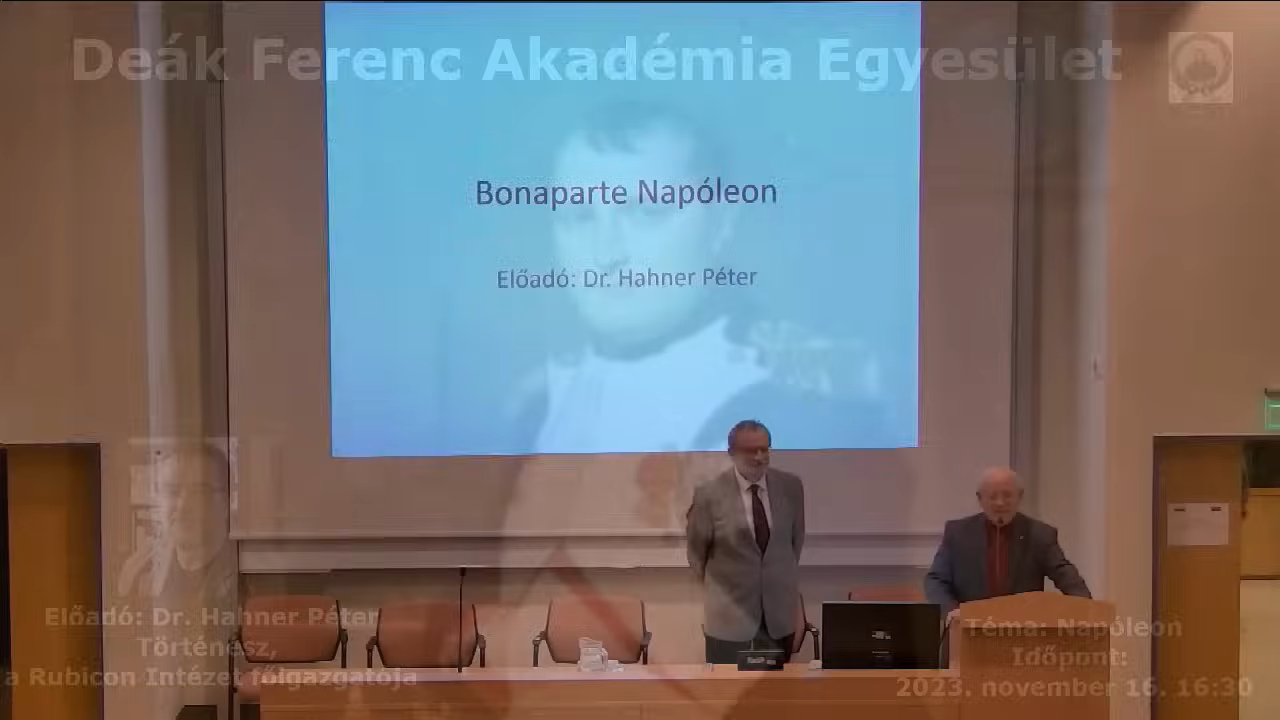 Deák Ferenc Akadémia Egyesület
Bonaparte Napóleon
Előadó: Dr. Hahner Péter
Előadó: Dr. Hahner Péter
Történész,
a Rubicon Intézet főigazgatója
Téma: Napóleon
Időpont:
2023. november 16. 16:30